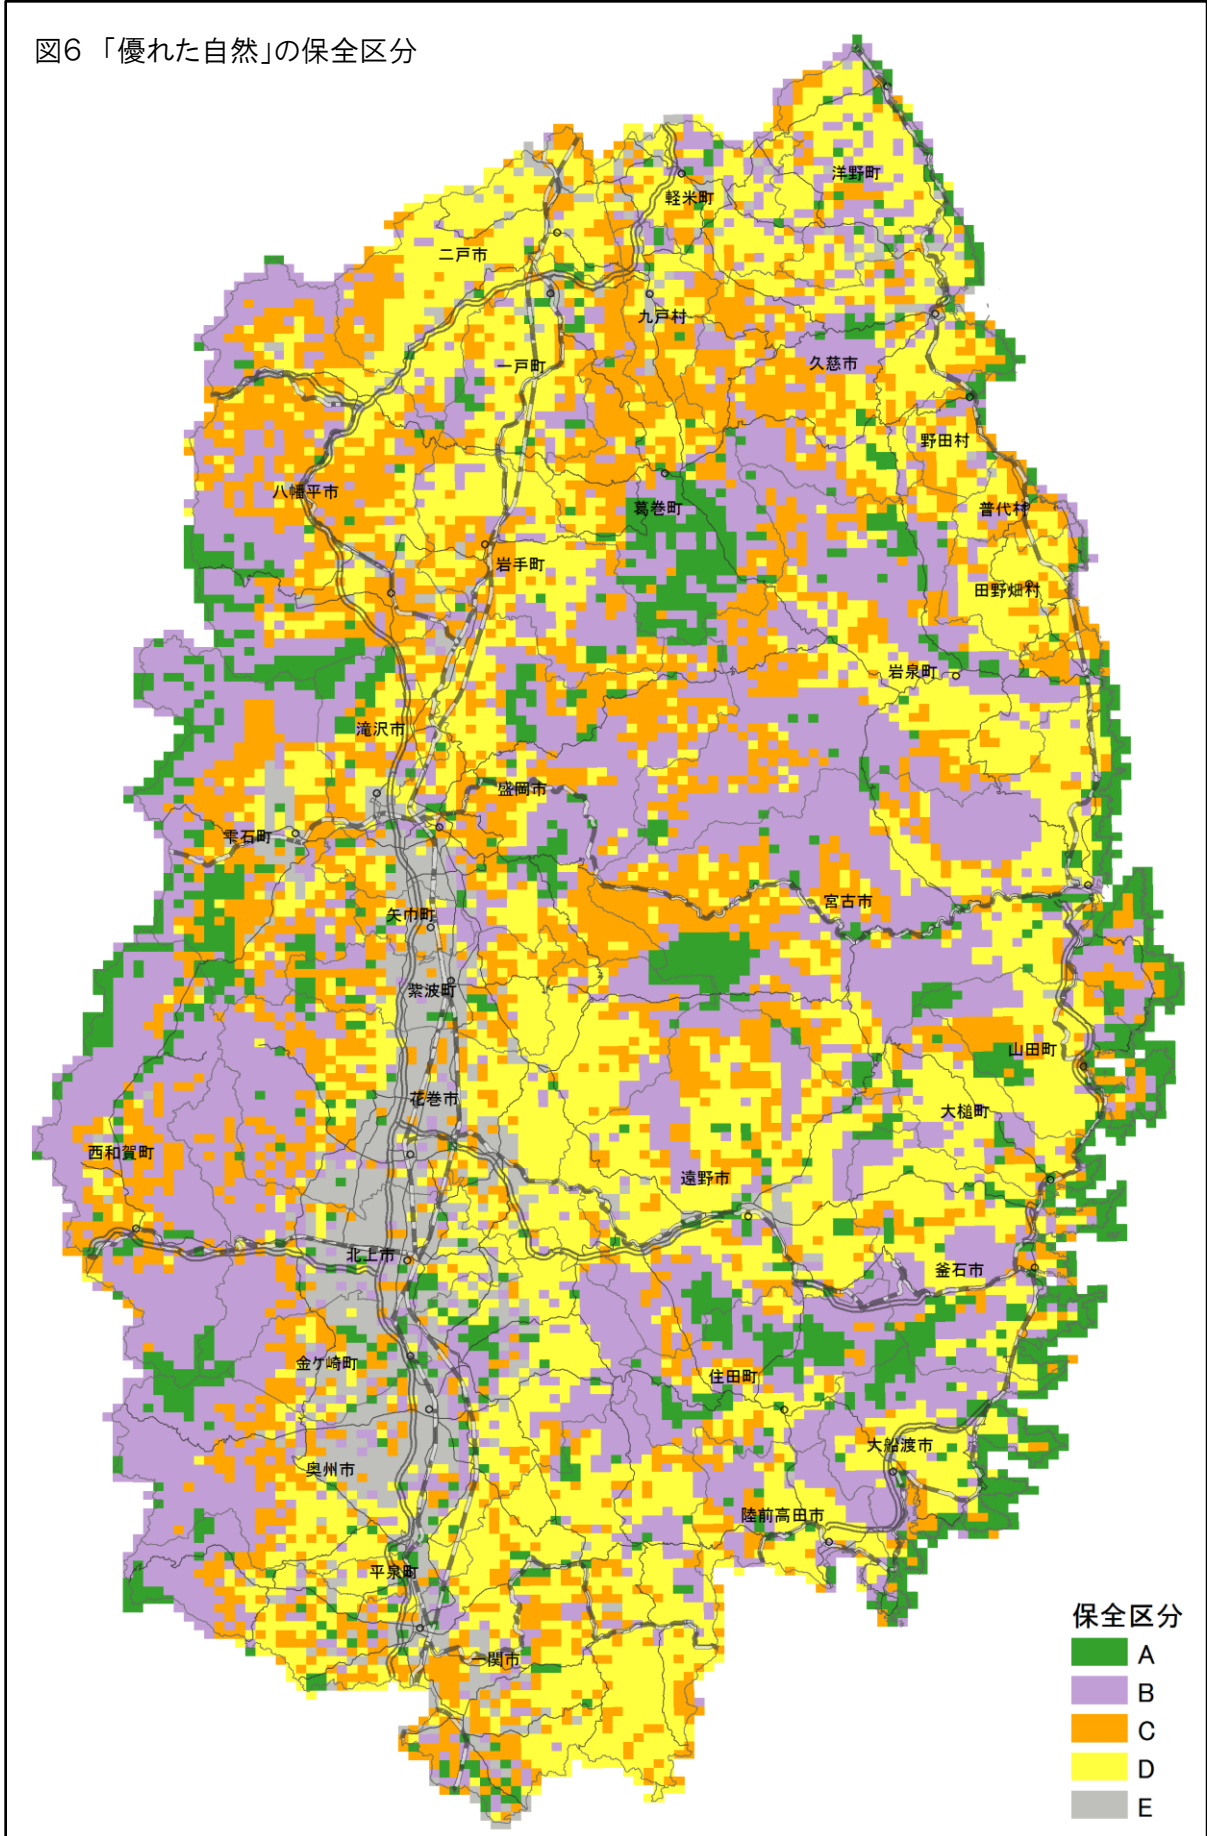 図6 「優れた自然」の保全区分
洋野町
軽米町
二戸市
九戸村
久慈市
一戸町
野田村
八幡平市
葛巻町
普代村
岩手町
田野畑村
岩泉町
滝沢市
盛岡市
雫石町
宮古市
矢巾町
紫波町
山田町
花巻市
大槌町
西和賀町
遠野市
北上市
釜石市
金ケ崎町
住田町
大船渡市
奥州市
陸前高田市
平泉町
一関市
保全区分
A
B
C
D
E